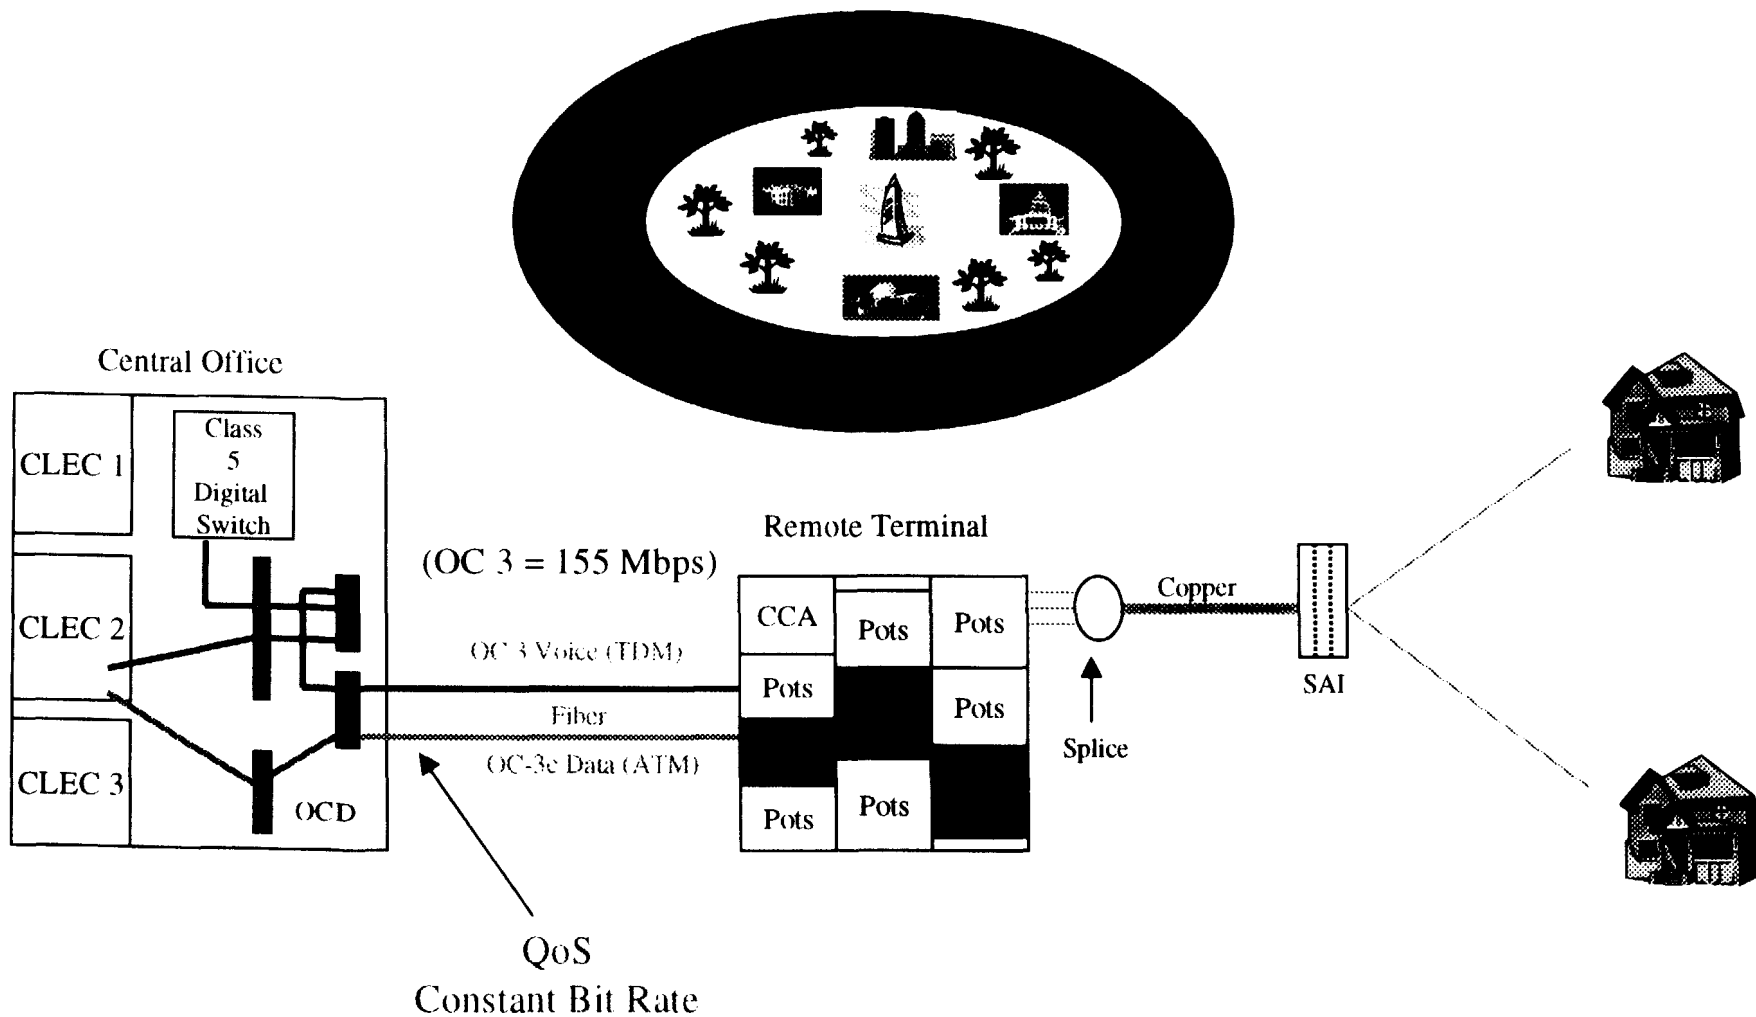 Central Office
CLEC 1
Class
5
Digital
Switch
CLEC 2
CLEC 3
OCD
(OC 3 = 155 Mbps)
OC 3 Voice (TDM)
Fiber
OC-3c Data (ATM)
QoS
Constant Bit Rate
Remote Terminal
CCA
Pots
Pots
Pots
Pots
Pots
Pots
Splice
Copper
SAI